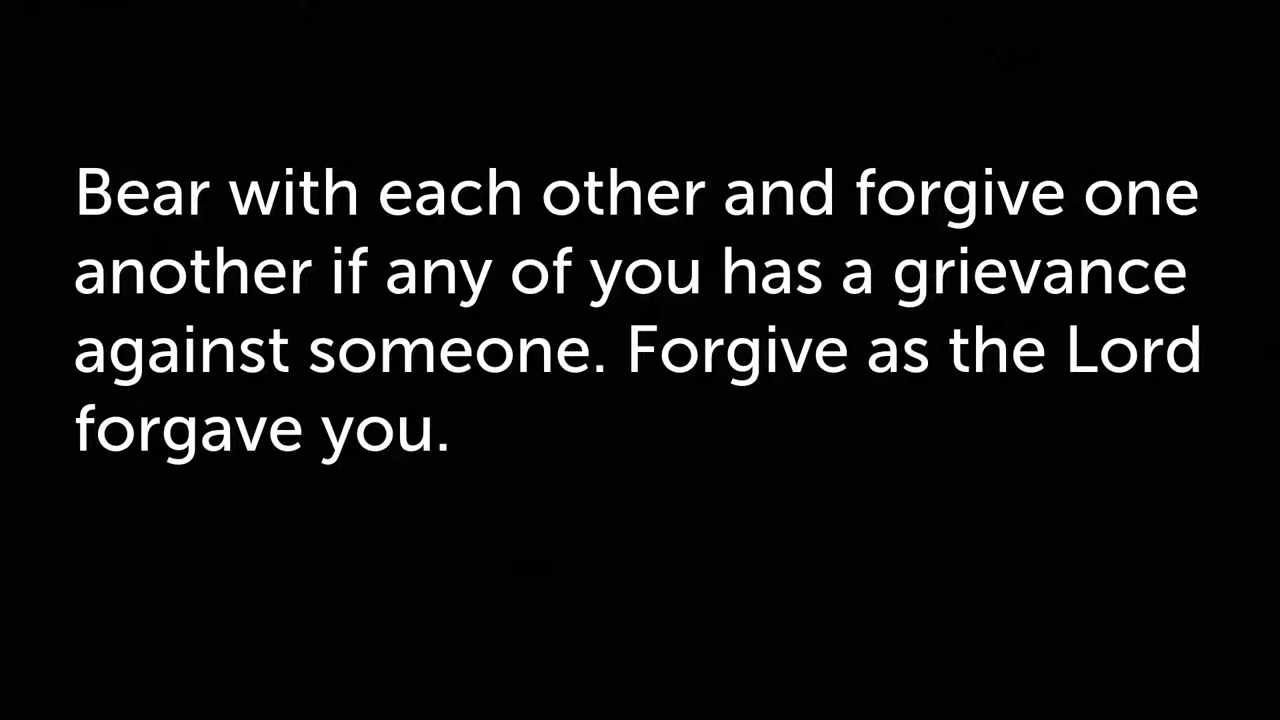 Bear with each other and forgive one
another if any of you has a grievance
against someone. Forgive as the Lord
forgave you.